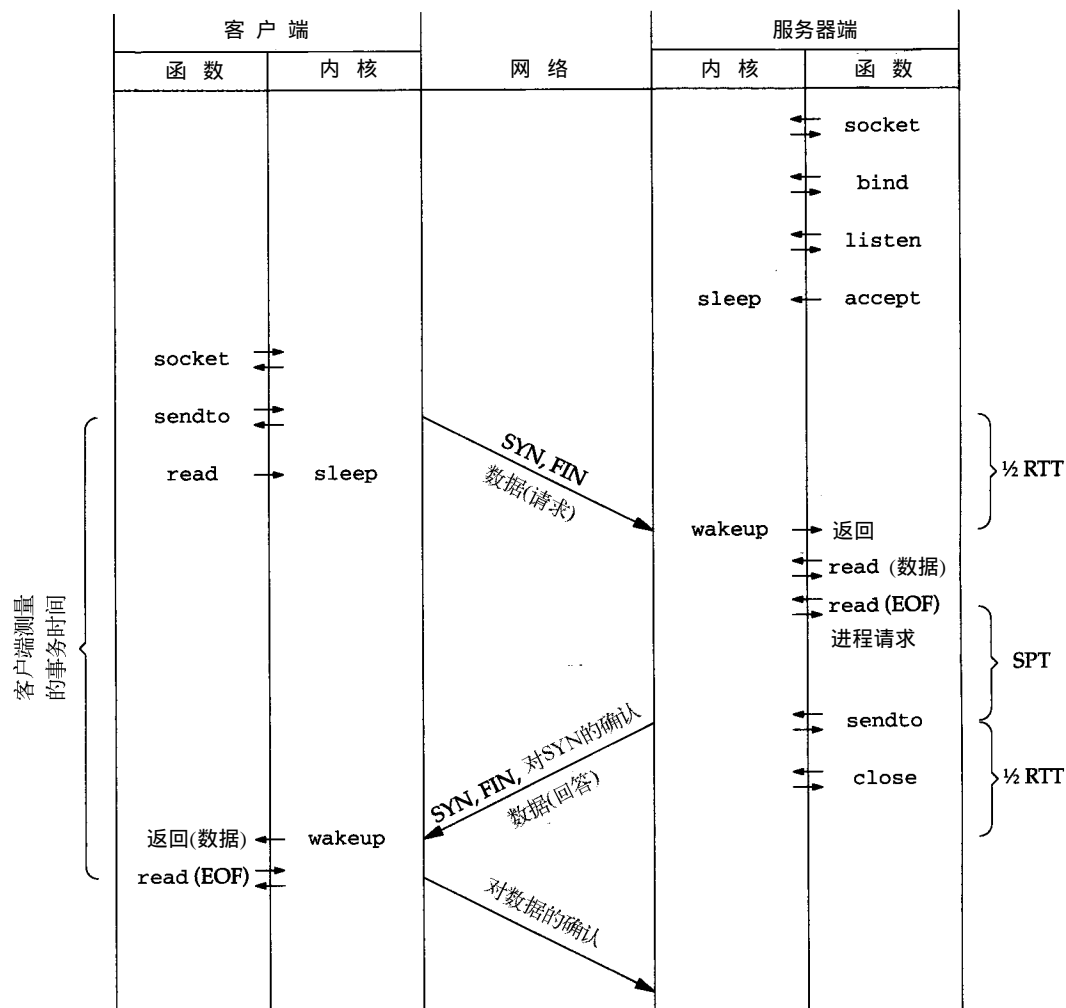 客 户 端
服务器端
函 数
内 核
网 络
内 核
函 数
socket
bind
listen
sleep
accept
socket
sendto
SYN, FIN
数据(请求)
½ RTT
read
sleep
wakeup
返回
read (数据)
read (EOF)
进程请求
SPT
客户端测量
的事务时间
sendto
SYN, FIN, 对SYN的确认
数据(回答)
close
½ RTT
返回(数据)
wakeup
read (EOF)
对数据的确认